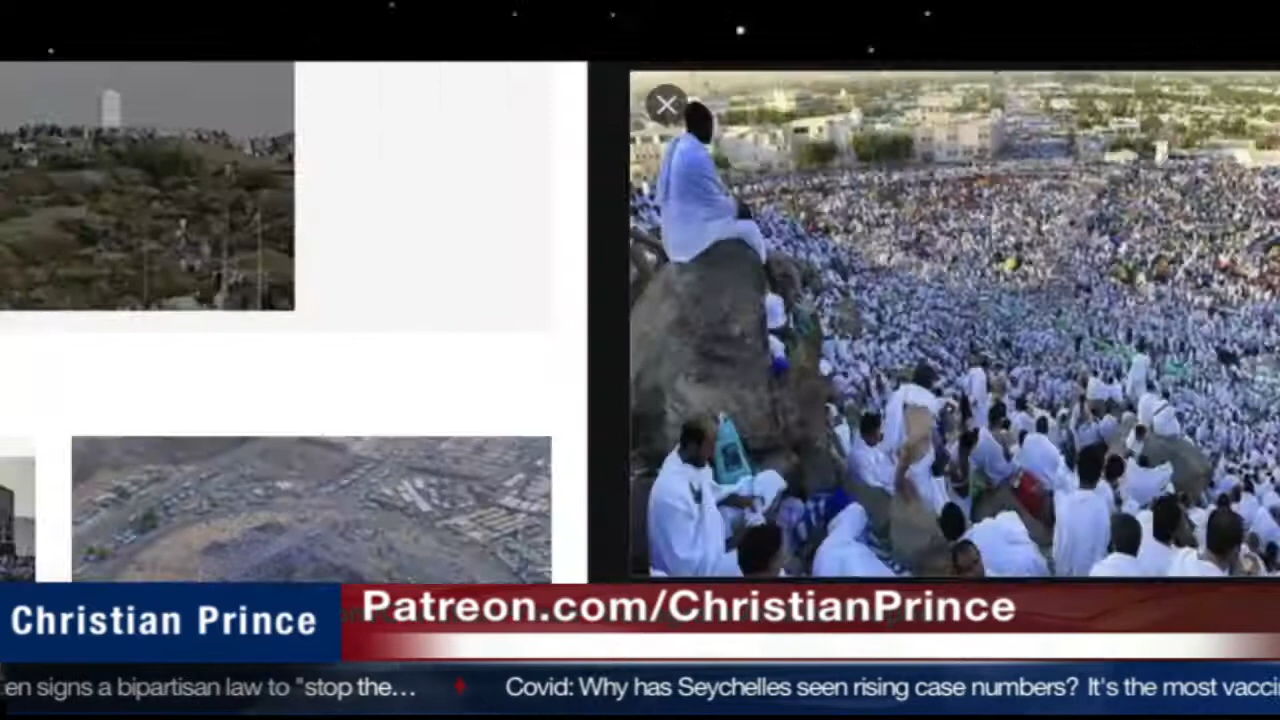 Christian Prince
Patreon.com/ChristianPrince
en signs a bipartisan law to "stop the... Covid: Why has Seychelles seen rising case numbers? It's the most vacci